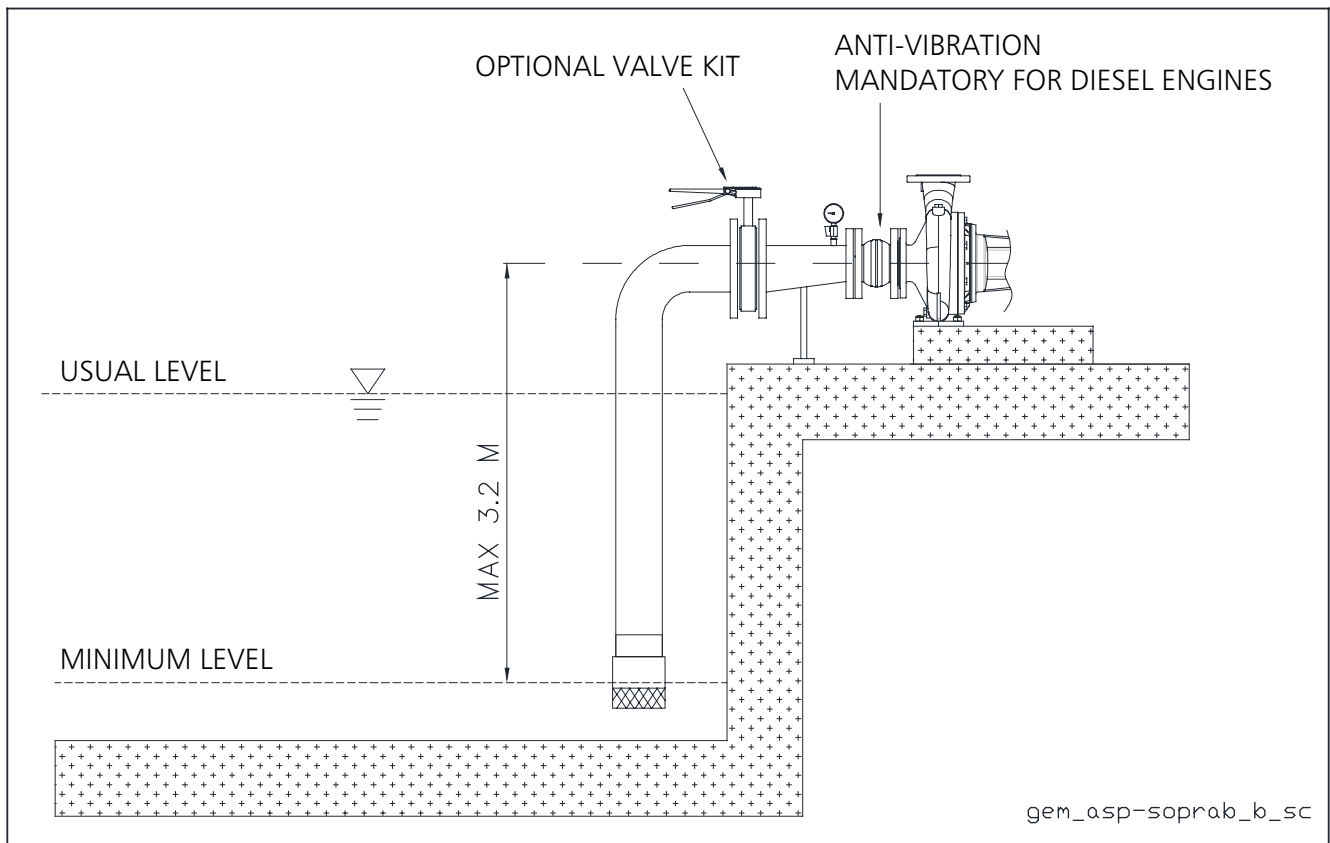 OPTIONAL VALVE KIT
ANTI-VIBRATION
MANDATORY FOR DIESEL ENGINES
USUAL LEVEL
MAX 3.2 M
MINIMUM LEVEL
gem_asp-soprab_b_sc